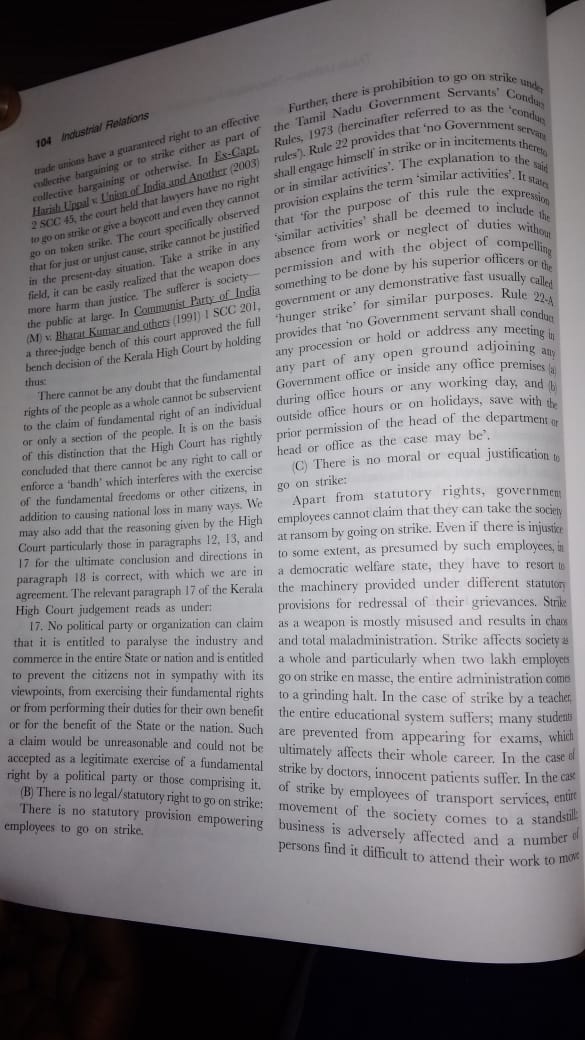 104 Industrial Relations
trade unions have a guaranteed right to an effective
collective bargaining or to strike either as part of
collective bargaining or otherwise. In Ex-Capt.
Harish Uppal v. Union of India and Another (2003)
2 SCC 45, the court held that lawyers have no right
to go on strike or give a boycott and even they cannot
go on token strike. The court specifically observed
that for just or unjust cause, strike cannot be justified
in the present-day situation. Take a strike in any
field, it can be easily realized that the weapon does
more harm than justice. The sufferer is society—
the public at large. In Communist Party of India
(M) v. Bharat Kumar and others (1991) 1 SCC 201,
a three-judge bench of this court approved the full
bench decision of the Kerala High Court by holding
thus:
There cannot be any doubt that the fundamental
rights of the people as a whole cannot be subservient
to the claim of fundamental right of an individual
or only a section of the people. It is on the basis
of this distinction that the High Court has rightly
concluded that there cannot be any right to call or
enforce a ‘bandh’ which interferes with the exercise
of the fundamental freedoms or other citizens, in
addition to causing national loss in many ways. We
may also add that the reasoning given by the High
Court particularly those in paragraphs 12, 13, and
17 for the ultimate conclusion and directions in
paragraph 18 is correct, with which we are in
agreement. The relevant paragraph 17 of the Kerala
High Court judgement reads as under:
17. No political party or organization can claim
that it is entitled to paralyse the industry and
commerce in the entire State or nation and is entitled
to prevent the citizens not in sympathy with its
viewpoints, from exercising their fundamental rights
or from performing their duties for their own benefit
or for the benefit of the State or the nation. Such
a claim would be unreasonable and could not be
accepted as a legitimate exercise of a fundamental
right by a political party or those comprising it.
(B) There is no legal/statutory right to go on strike:
There is no statutory provision empowering
employees to go on strike.
Further, there is prohibition to go on strike under
the Tamil Nadu Government Servants’ Conduct
Rules, 1973 (hereinafter referred to as the ‘conduct
rules’). Rule 22 provides that ‘no Government servant
shall engage himself in strike or in incitements thereto
or in similar activities’. The explanation to the said
provision explains the term ‘similar activities’. It states
that ‘for the purpose of this rule the expression
‘similar activities’ shall be deemed to include the
absence from work or neglect of duties without
permission and with the object of compelling
something to be done by his superior officers or the
government or any demonstrative fast usually called
‘hunger strike’ for similar purposes. Rule 22-A
provides that ‘no Government servant shall conduct
any procession or hold or address any meeting in
any part of any open ground adjoining any
Government office or inside any office premises (a)
during office hours or any working day, and (b)
outside office hours or on holidays, save with the
prior permission of the head of the department or
head or office as the case may be’.
(C) There is no moral or equal justification to
go on strike:
Apart from statutory rights, government
employees cannot claim that they can take the society
at ransom by going on strike. Even if there is injustice
to some extent, as presumed by such employees, in
a democratic welfare state, they have to resort to
the machinery provided under different statutory
provisions for redressal of their grievances. Strike
as a weapon is mostly misused and results in chaos
and total maladministration. Strike affects society as
a whole and particularly when two lakh employees
go on strike en masse, the entire administration comes
to a grinding halt. In the case of strike by a teacher,
the entire educational system suffers; many students
are prevented from appearing for exams, which
ultimately affects their whole career. In the case of
strike by doctors, innocent patients suffer. In the case
of strike by employees of transport services, entire
movement of the society comes to a standstill;
business is adversely affected and a number of
persons find it difficult to attend their work to move